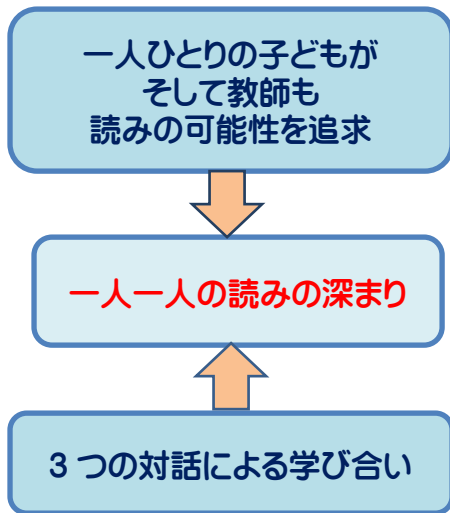 一人ひとりの子どもが
そして教師も
読みの可能性を追求
一人一人の読みの深まり
３つの対話による学び合い